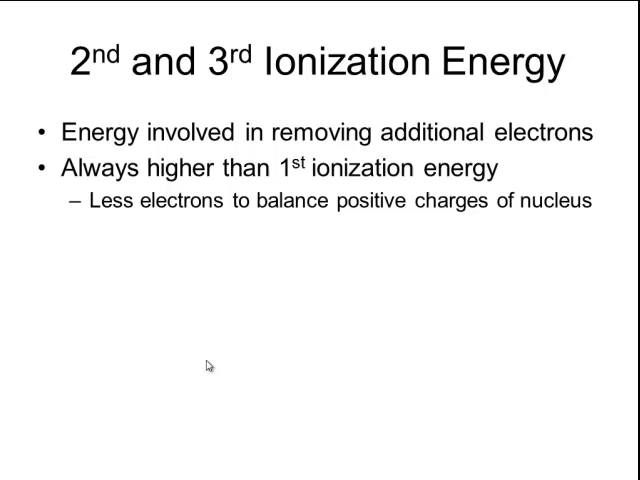 2nd and 3rd Ionization Energy
• Energy involved in removing additional electrons
• Always higher than 1st ionization energy
– Less electrons to balance positive charges of nucleus